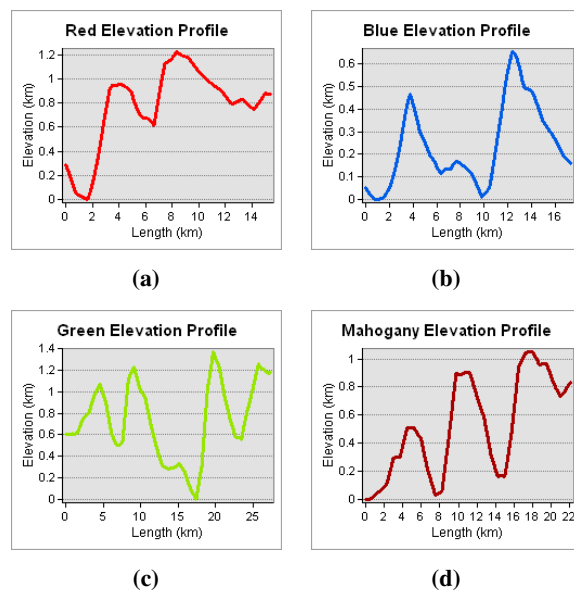 Red Elevation Profile
1.2
1
0.8
0.6
0.4
0.2
0
Elevation (km)
0 2 4 6 8 10 12 14
Length (km)
(a)
Blue Elevation Profile
0.6
0.5
0.4
0.3
0.2
0.1
0
Elevation (km)
0 2 4 6 8 10 12 14 16
Length (km)
(b)
Green Elevation Profile
1.4
1.2
1
0.8
0.6
0.4
0.2
0
Elevation (km)
0 5 10 15 20 25
Length (km)
(c)
Mahogany Elevation Profile
1
0.8
0.6
0.4
0.2
0
Elevation (km)
0 2 4 6 8 10 12 14 16 18 20 22
Length (km)
(d)